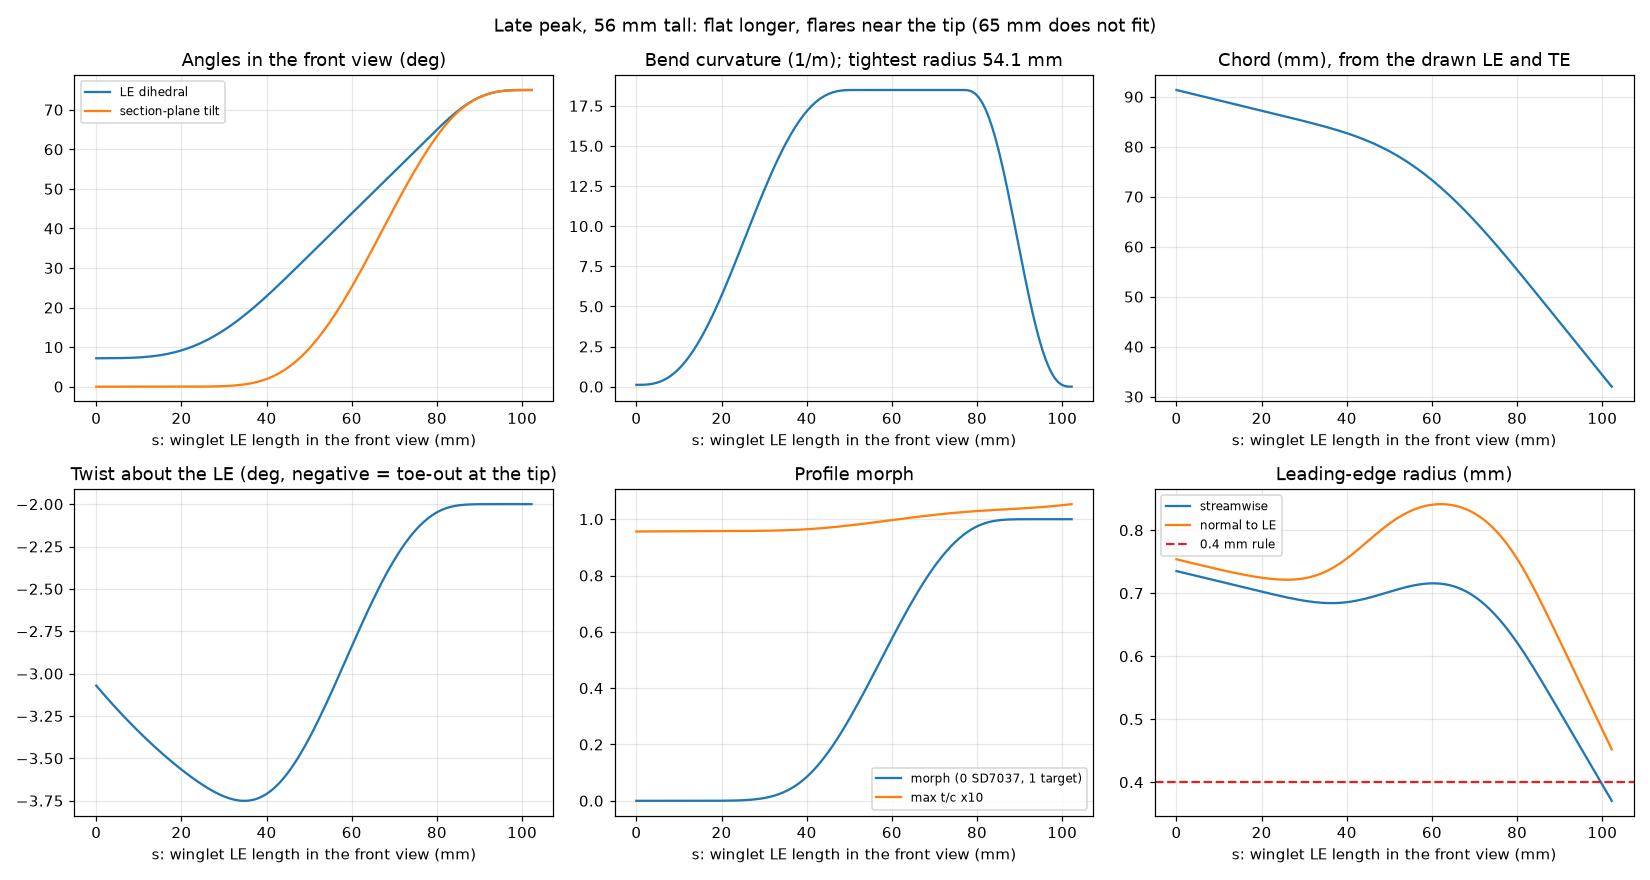 Late peak, 56 mm tall: flat longer, flares near the tip (65 mm does not fit)
Angles in the front view (deg)
LE dihedral
section-plane tilt
70
60
50
40
30
20
10
0
0 20 40 60 80 100
s: winglet LE length in the front view (mm)
Bend curvature (1/m); tightest radius 54.1 mm
17.5
15.0
12.5
10.0
7.5
5.0
2.5
0.0
0 20 40 60 80 100
s: winglet LE length in the front view (mm)
Chord (mm), from the drawn LE and TE
90
80
70
60
50
40
30
0 20 40 60 80 100
s: winglet LE length in the front view (mm)
Twist about the LE (deg, negative = toe-out at the tip)
−2.00
−2.25
−2.50
−2.75
−3.00
−3.25
−3.50
−3.75
0 20 40 60 80 100
s: winglet LE length in the front view (mm)
Profile morph
1.0
0.8
0.6
0.4
0.2
0.0
morph (0 SD7037, 1 target)
max t/c x10
0 20 40 60 80 100
s: winglet LE length in the front view (mm)
Leading-edge radius (mm)
streamwise
normal to LE
0.4 mm rule
0.8
0.7
0.6
0.5
0.4
0 20 40 60 80 100
s: winglet LE length in the front view (mm)